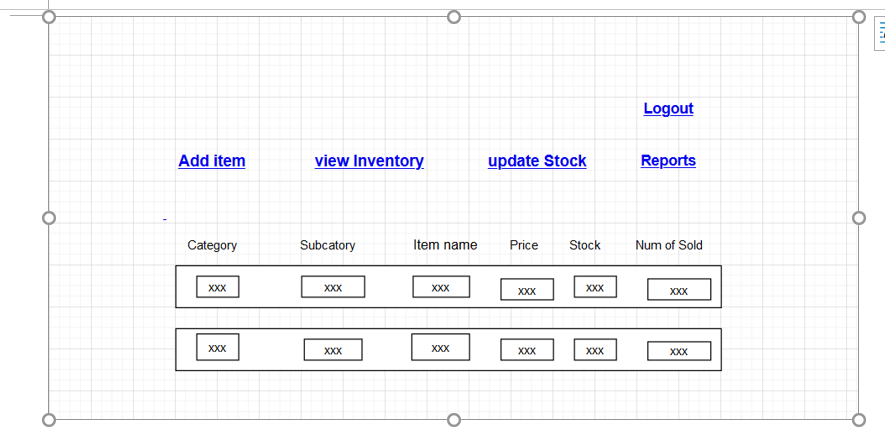 Logout
Add item view Inventory update Stock Reports
-
Category Subcatory Item name Price Stock Num of Sold
xxx xxx xxx xxx xxx xxx
xxx xxx xxx xxx xxx xxx